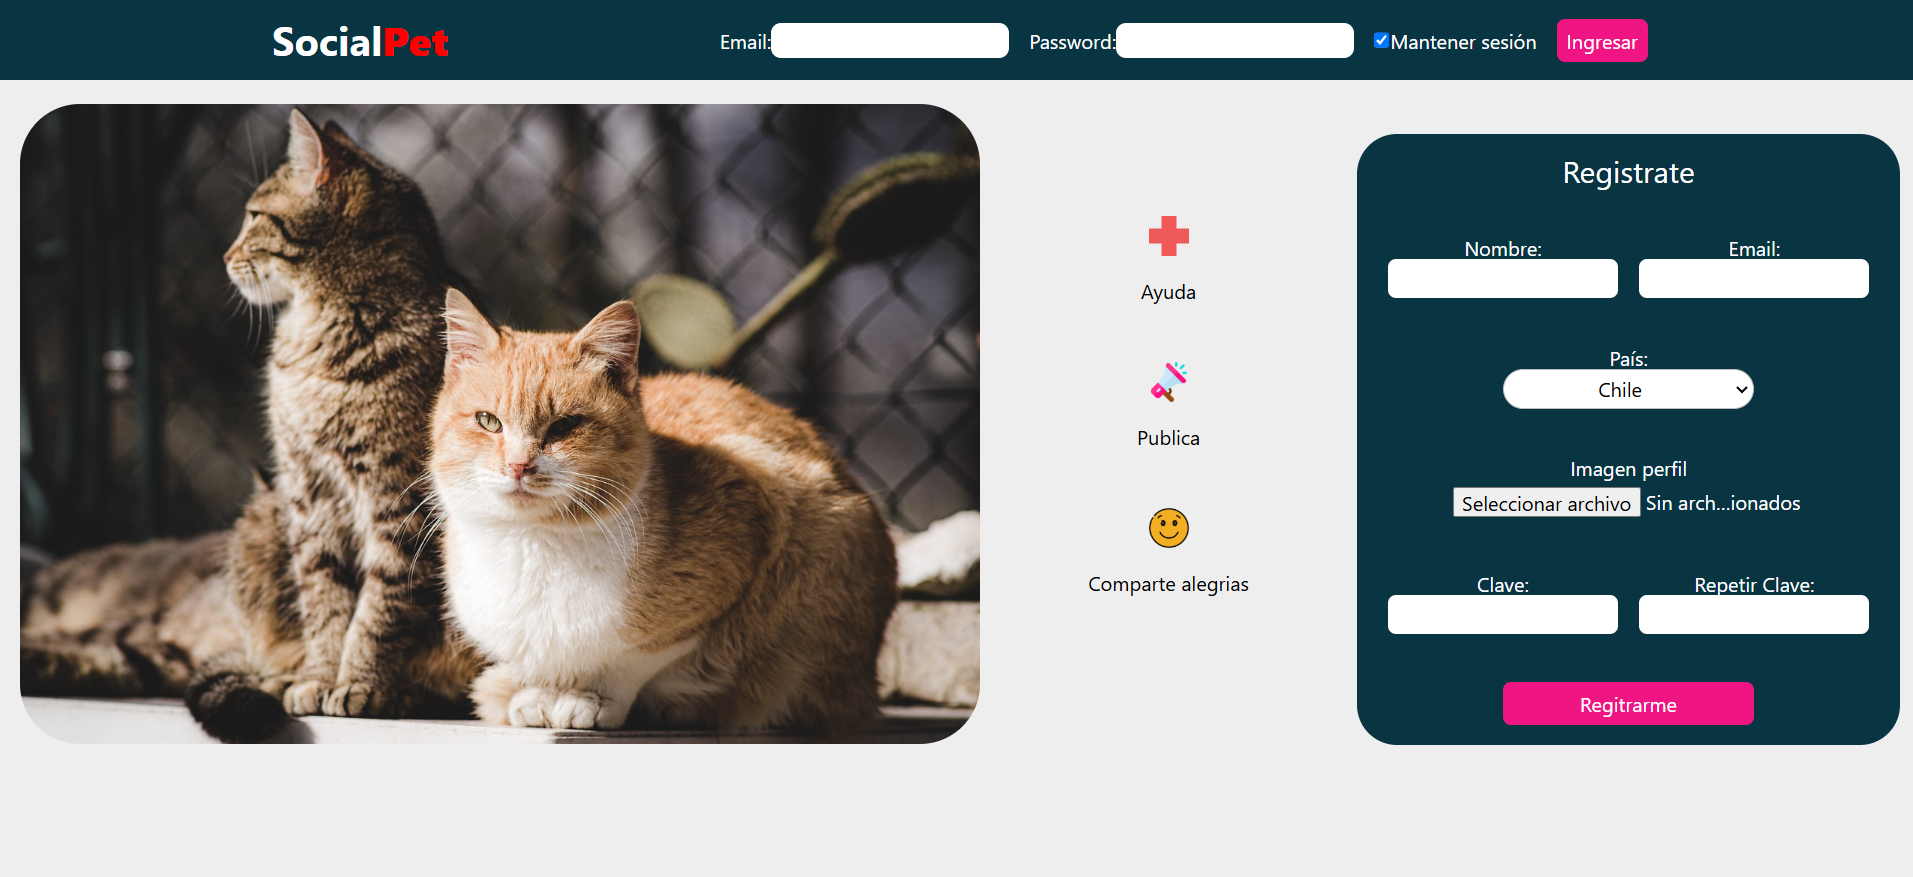 SocialPet
Email: Password: Mantener sesión Ingresar
Ayuda
Publica
Comparte alegrias
Registrate
Nombre: Email:
País:
Chile
Imagen perfil
Seleccionar archivo Sin arch...ionados
Clave: Repetir Clave:
Regitrarme